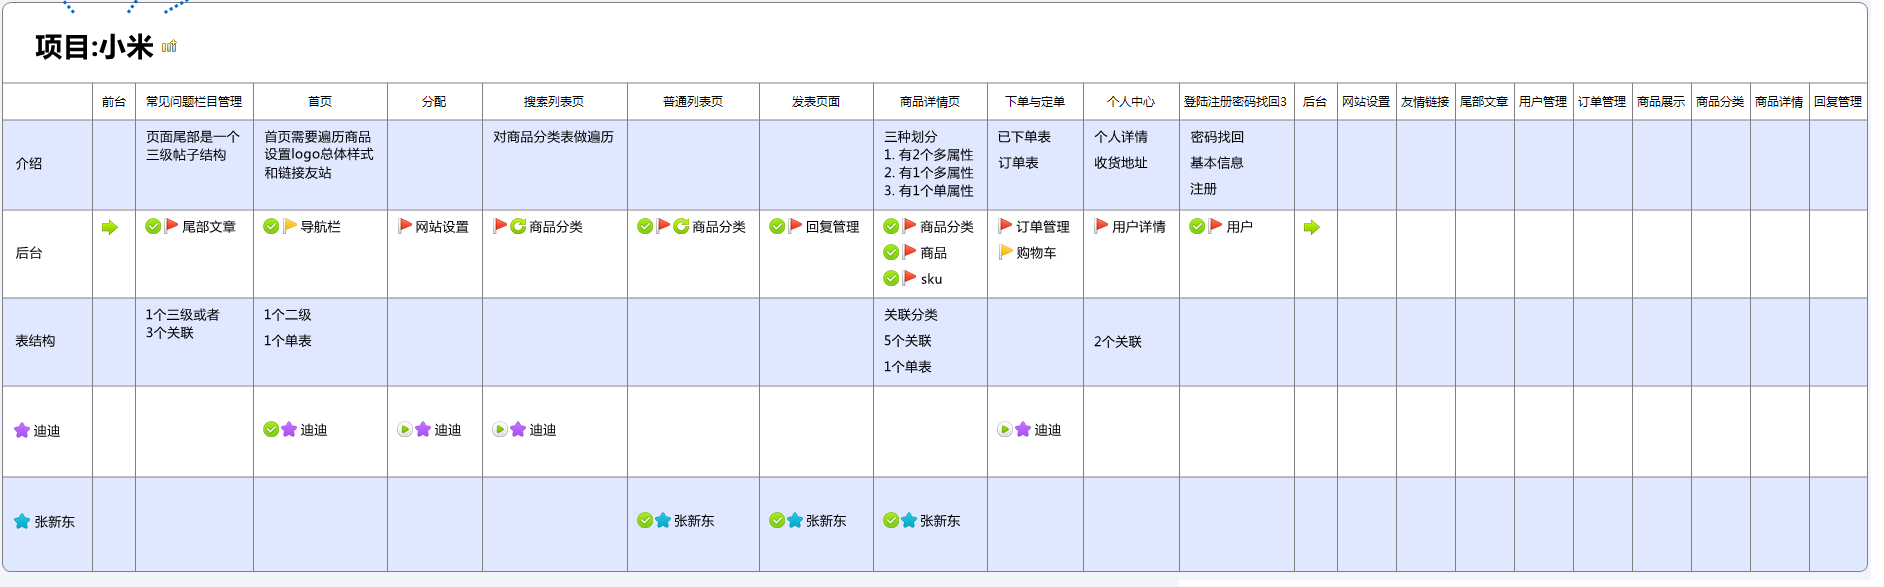 项目:小米
前台 常见问题栏目管理 首页 分配 搜索列表页 普通列表页 发表页面 商品详情页 下单与定单 个人中心 登陆注册密码找回3 后台 网站设置 友情链接 尾部文章 用户管理 订单管理 商品展示 商品分类 商品详情 回复管理
介绍
页面尾部是一个
三级帖子结构
首页需要遍历商品
设置logo总体样式
和链接友站
对商品分类表做遍历
三种划分
1. 有2个多属性
2. 有1个多属性
3. 有1个单属性
已下单表
订单表
个人详情
收货地址
密码找回
基本信息
注册
后台
尾部文章
导航栏
网站设置
商品分类
商品分类
回复管理
商品分类
商品
sku
订单管理
购物车
用户详情
用户
表结构
1个三级或者
3个关联
1个二级
1个单表
关联分类
5个关联
1个单表
2个关联
迪迪
迪迪
迪迪
迪迪
迪迪
张新东
张新东
张新东
张新东